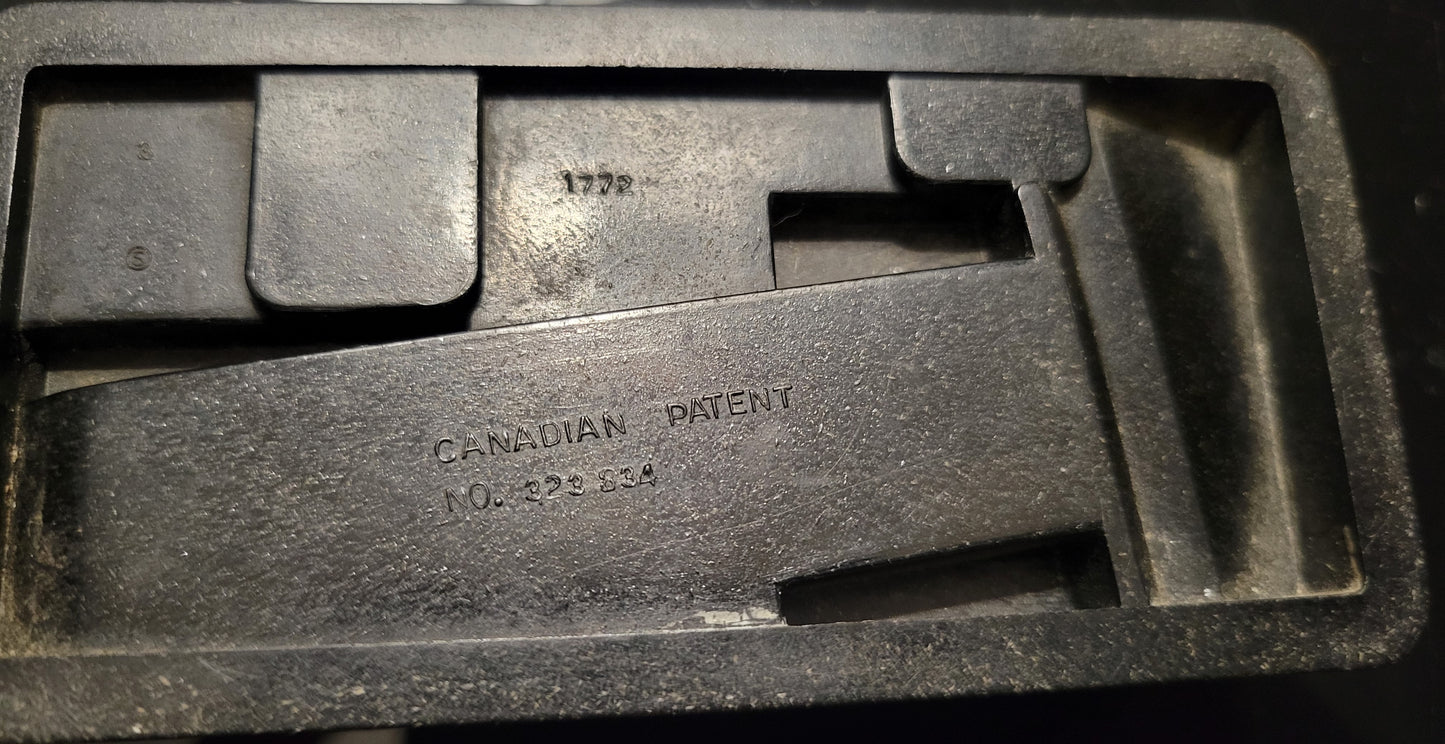 1772
CANADIAN PATENT
NO. 323 834